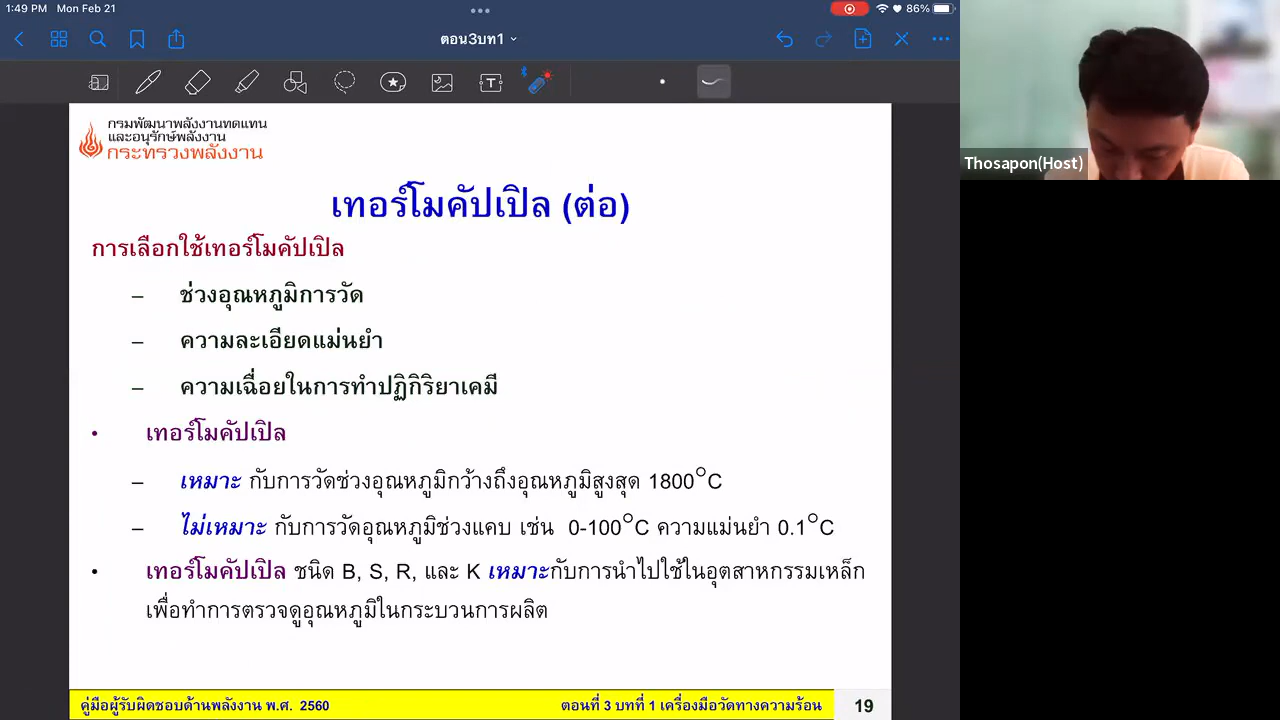 1:49 PM Mon Feb 21
86%
ตอน3บท1
กรมพัฒนาพลังงานทดแทน
และอนุรักษ์พลังงาน
กระทรวงพลังงาน
Thosapon(Host)
เทอร์โมคัปเปิล (ต่อ)
การเลือกใช้เทอร์โมคัปเปิล
– ช่วงอุณหภูมิการวัด
– ความละเอียดแม่นยำ
– ความเฉื่อยในการทำปฏิกิริยาเคมี
• เทอร์โมคัปเปิล
– เหมาะ กับการวัดช่วงอุณหภูมิกว้างถึงอุณหภูมิสูงสุด 1800°C
– ไม่เหมาะ กับการวัดอุณหภูมิช่วงแคบ เช่น 0-100°C ความแม่นยำ 0.1°C
• เทอร์โมคัปเปิล ชนิด B, S, R, และ K เหมาะกับการนำไปใช้ในอุตสาหกรรมเหล็ก
เพื่อทำการตรวจดูอุณหภูมิในกระบวนการผลิต
คู่มือผู้รับผิดชอบด้านพลังงาน พ.ศ. 2560
ตอนที่ 3 บทที่ 1 เครื่องมือวัดทางความร้อน
19